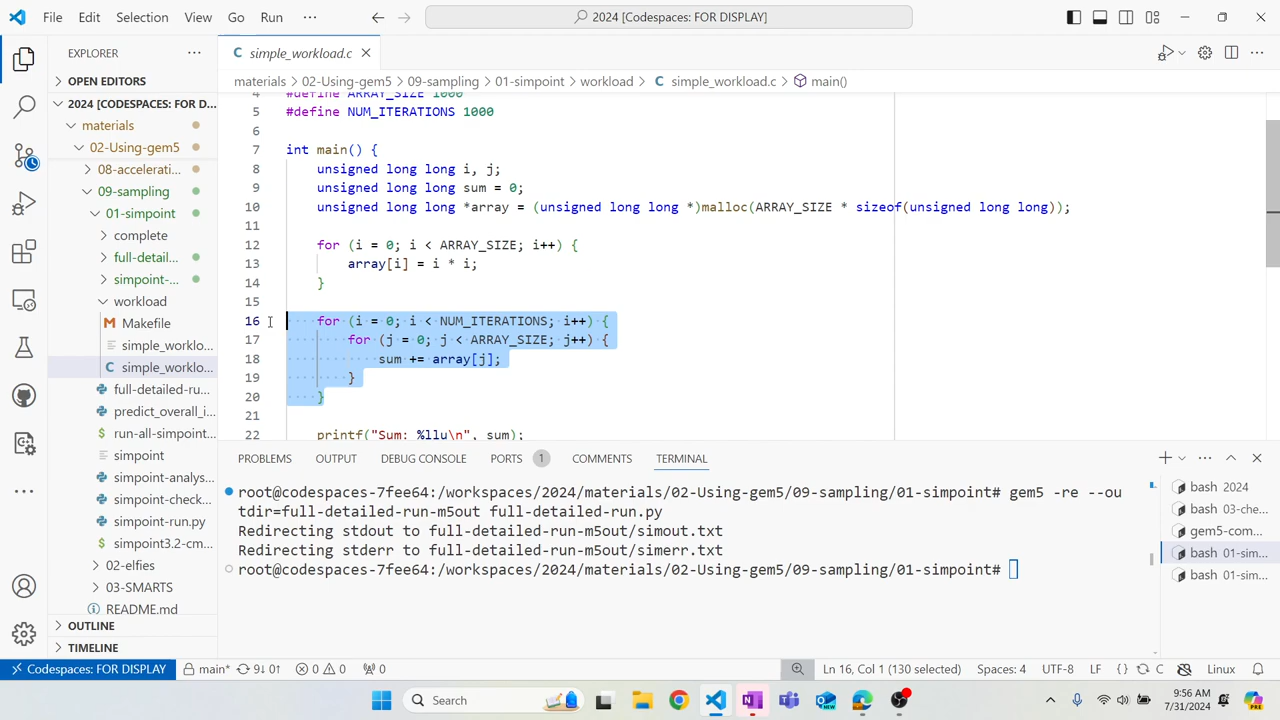 File Edit Selection View Go Run ··· 2024 [Codespaces: FOR DISPLAY]
EXPLORER ···
OPEN EDITORS
2024 [CODESPACES: FOR D...
materials
02-Using-gem5
08-accelerati...
09-sampling
01-simpoint
complete
full-detail...
simpoint-...
workload
M Makefile
simple_worklo...
C simple_worklo...
full-detailed-ru...
predict_overall_i...
$ run-all-simpoint...
simpoint
simpoint-analys...
simpoint-check...
simpoint-run.py
$ simpoint3.2-cm...
02-elfies
03-SMARTS
README.md
OUTLINE
TIMELINE
C simple_workload.c
materials > 02-Using-gem5 > 09-sampling > 01-simpoint > workload > C simple_workload.c > main()
4 #define ARRAY_SIZE 1000
5 #define NUM_ITERATIONS 1000
6
7 int main() {
8 unsigned long long i, j;
9 unsigned long long sum = 0;
10 unsigned long long *array = (unsigned long long *)malloc(ARRAY_SIZE * sizeof(unsigned long long));
11
12 for (i = 0; i < ARRAY_SIZE; i++) {
13 array[i] = i * i;
14 }
15
16 for (i = 0; i < NUM_ITERATIONS; i++) {
17 for (j = 0; j < ARRAY_SIZE; j++) {
18 sum += array[j];
19 }
20 }
21
22 printf("Sum: %llu\n", sum);
PROBLEMS OUTPUT DEBUG CONSOLE PORTS 1 COMMENTS TERMINAL
root@codespaces-7fee64:/workspaces/2024/materials/02-Using-gem5/09-sampling/01-simpoint# gem5 -re --ou
tdir=full-detailed-run-m5out full-detailed-run.py
Redirecting stdout to full-detailed-run-m5out/simout.txt
Redirecting stderr to full-detailed-run-m5out/simerr.txt
root@codespaces-7fee64:/workspaces/2024/materials/02-Using-gem5/09-sampling/01-simpoint#
bash 2024
bash 03-che...
gem5-com...
bash 01-sim...
bash 01-sim...
Codespaces: FOR DISPLAY main* 9↓ 0↑ 0 0 0 Ln 16, Col 1 (130 selected) Spaces: 4 UTF-8 LF {} C Linux
Search 9:56 AM
7/31/2024